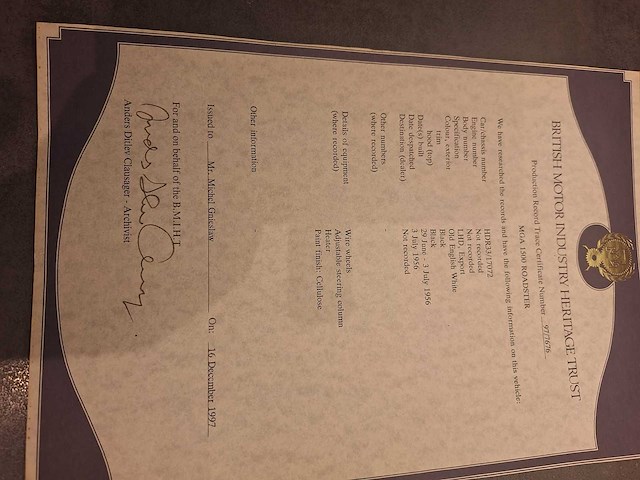 BRITISH MOTOR INDUSTRY HERITAGE TRUST
Production Record Trace Certificate Number 97/7676
MGA 1500 ROADSTER
We have researched the records and have the following information on this vehicle:
Car/chassis number HDR33/17072
Engine number Not recorded
Body number Not recorded
Specification LHD, Export
Colour, exterior Old English White
trim Black
hood (top) Black
Date(s) built 29 June - 3 July 1956
Date despatched 3 July 1956
Destination (dealer) Not recorded
Other numbers
(where recorded)
Details of equipment Wire wheels
(where recorded) Adjustable steering column
Heater
Paint finish: Cellulose
Other information
Issued to Mr. Michel On: 16 December 1997
For and on behalf of the B.M.I.H.T.
Anders Ditlev Clausager - Archivist